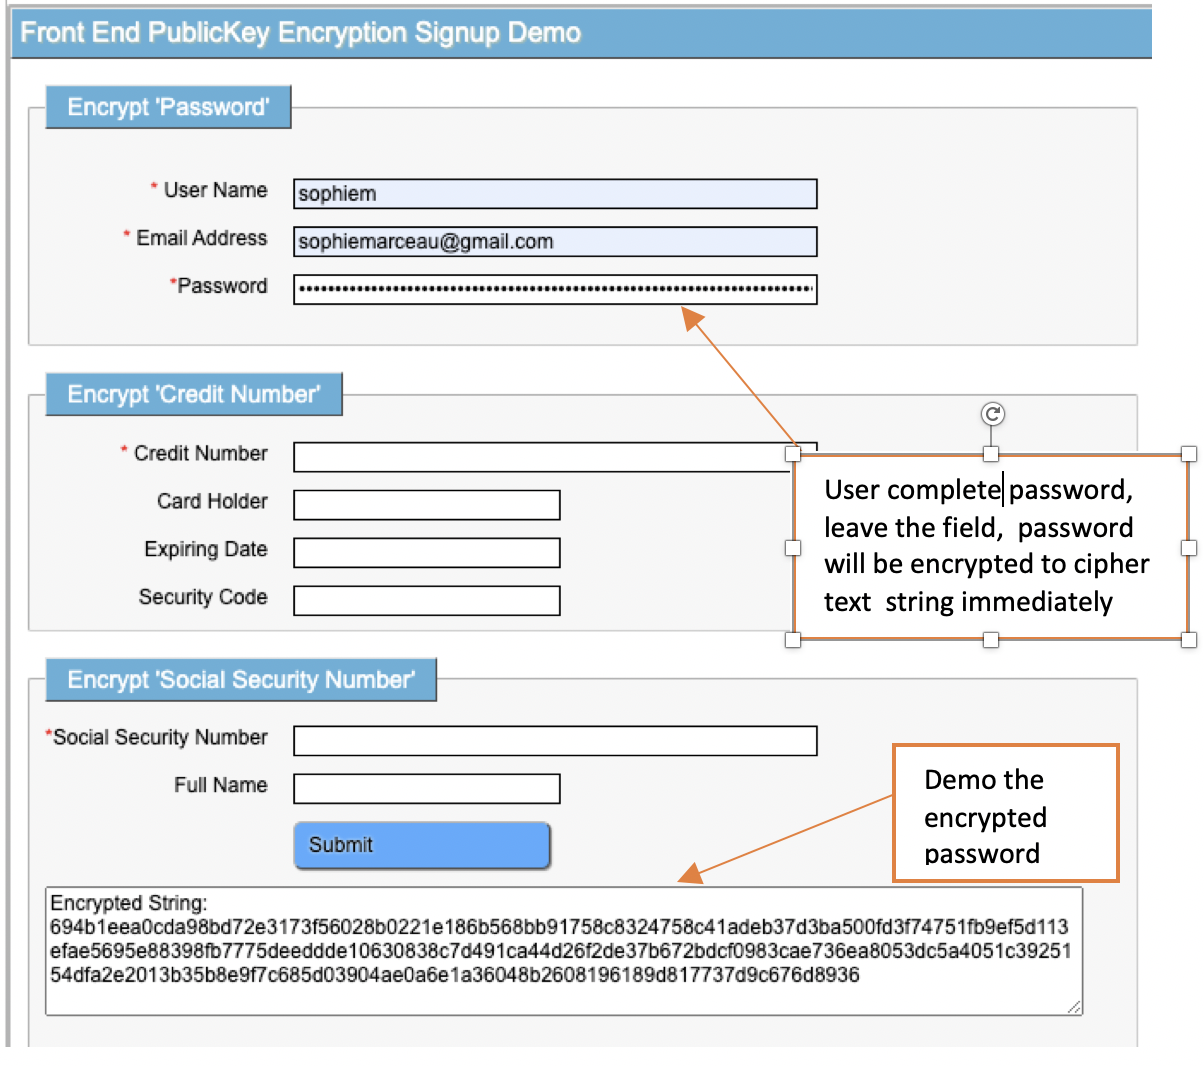 Front End PublicKey Encryption Signup Demo
Encrypt 'Password'
* User Name
sophiem
* Email Address
sophiemarceau@gmail.com
*Password
Encrypt 'Credit Number'
* Credit Number
Card Holder
Expiring Date
Security Code
User complete password,
leave the field,  password
will be encrypted to cipher
text  string immediately
Encrypt 'Social Security Number'
*Social Security Number
Full Name
Submit
Demo the
encrypted
password
Encrypted String:
694b1eea0cda98bd72e3173f56028b0221e186b568bb91758c8324758c41adeb37d3ba500fd3f74751fb9ef5d113
efae5695e88398fb7775deeddde10630838c7d491ca44d26f2de37b672bdcf0983cae736ea8053dc5a4051c39251
54dfa2e2013b35b8e9f7c685d03904ae0a6e1a36048b2608196189d817737d9c676d8936